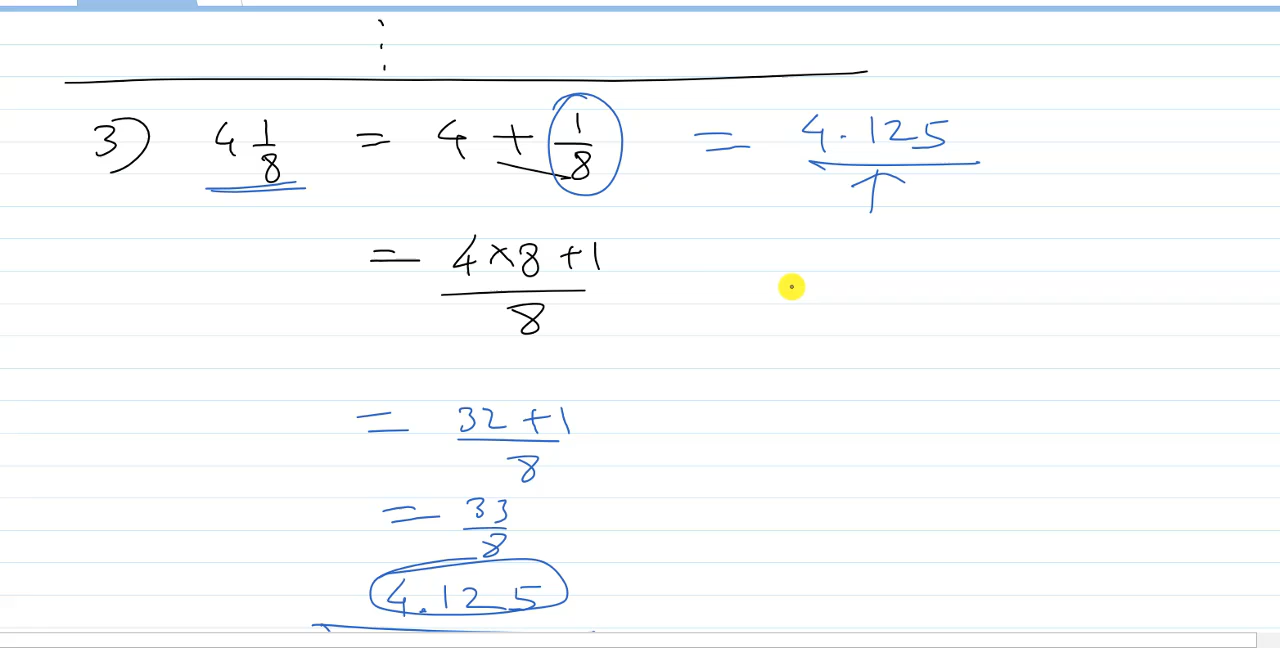 3) 4 1/8 = 4 + 1/8 = 4.125
= (4×8+1)/8
= (32+1)/8
= 33/8
4.125